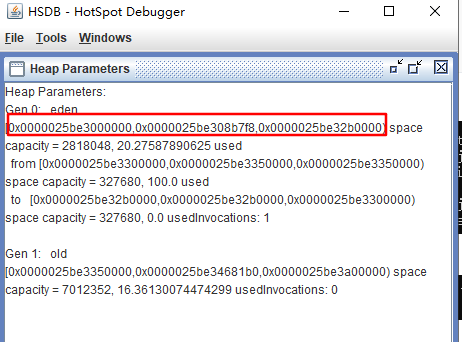 HSDB - HotSpot Debugger
File Tools Windows
Heap Parameters
Heap Parameters:
Gen 0: eden
[0x0000025be3000000,0x0000025be308b7f8,0x0000025be32b0000) space
capacity = 2818048, 20.27587890625 used
from [0x0000025be3300000,0x0000025be3350000,0x0000025be3350000)
space capacity = 327680, 100.0 used
to [0x0000025be32b0000,0x0000025be32b0000,0x0000025be3300000)
space capacity = 327680, 0.0 usedInvocations: 1
Gen 1: old
[0x0000025be3350000,0x0000025be34681b0,0x0000025be3a00000) space
capacity = 7012352, 16.36130074474299 usedInvocations: 0